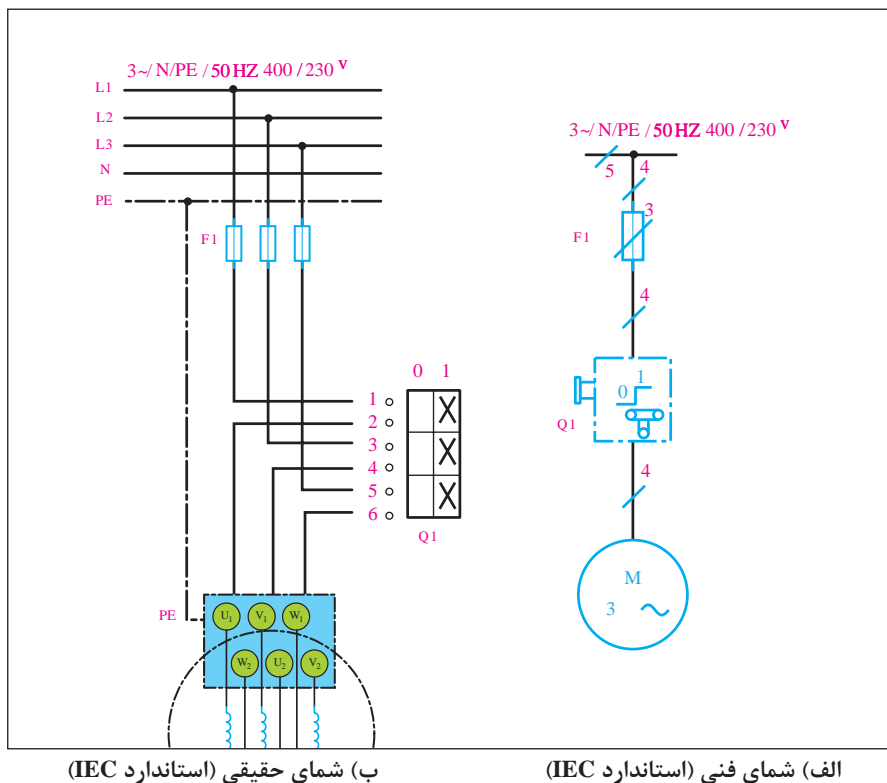 3~/ N/PE / 50 HZ 400 / 230 V
L1
L2
L3
N
PE
F1
0 1
1
2
3
4
5
6
Q1
PE
U1 V1 W1
W2 U2 V2
ب) شمای حقیقی (استاندارد IEC)
3~/ N/PE / 50 HZ 400 / 230 V
5 4
3
F1
4
0 1
Q1
4
M
3 ~
الف) شمای فنی (استاندارد IEC)